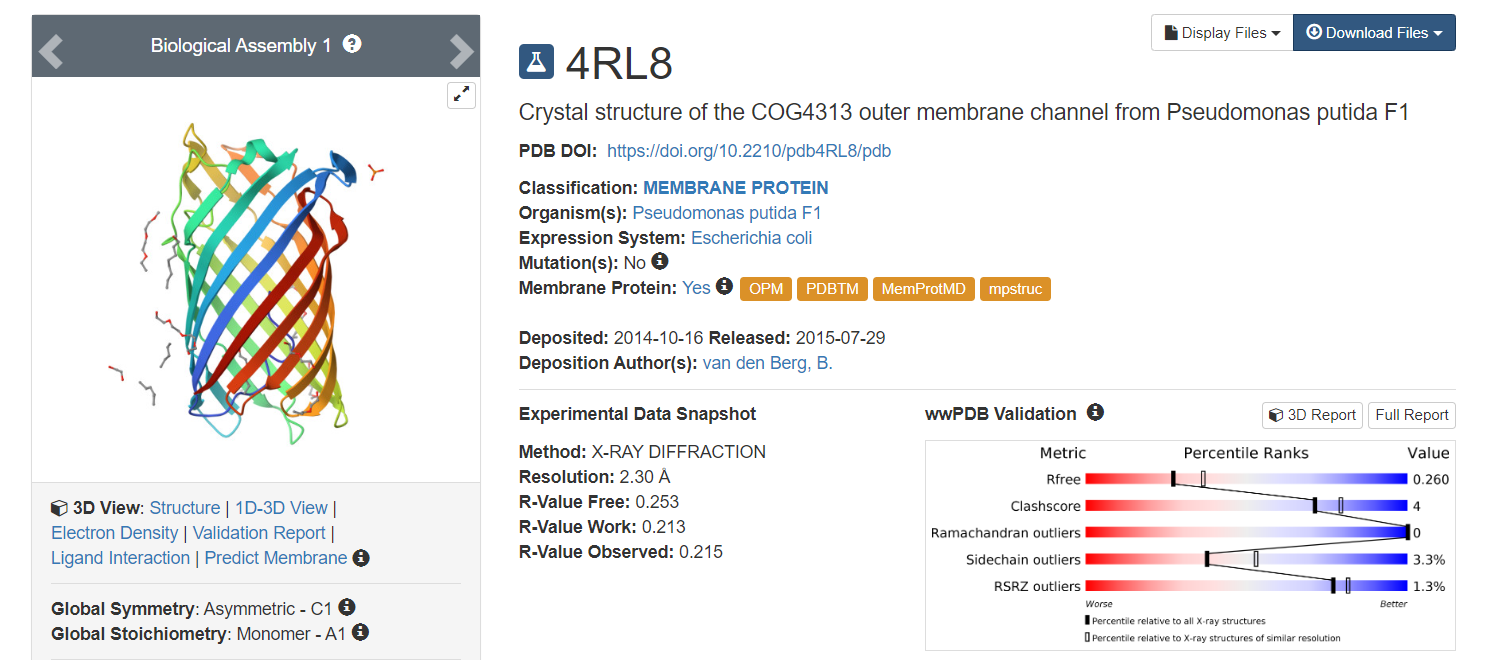 Biological Assembly 1 ?
Display Files
Download Files
4RL8
Crystal structure of the COG4313 outer membrane channel from Pseudomonas putida F1
PDB DOI: https://doi.org/10.2210/pdb4RL8/pdb
Classification: MEMBRANE PROTEIN
Organism(s): Pseudomonas putida F1
Expression System: Escherichia coli
Mutation(s): No
Membrane Protein: Yes OPM PDBTM MemProtMD mpstruc
Deposited: 2014-10-16 Released: 2015-07-29
Deposition Author(s): van den Berg, B.
Experimental Data Snapshot
Method: X-RAY DIFFRACTION
Resolution: 2.30 Å
R-Value Free: 0.253
R-Value Work: 0.213
R-Value Observed: 0.215
wwPDB Validation
3D Report
Full Report
Metric Percentile Ranks Value
Rfree 0.260
Clashscore 4
Ramachandran outliers 0
Sidechain outliers 3.3%
RSRZ outliers 1.3%
Worse Better
Percentile relative to all X-ray structures
Percentile relative to X-ray structures of similar resolution
3D View: Structure | 1D-3D View |
Electron Density | Validation Report |
Ligand Interaction | Predict Membrane
Global Symmetry: Asymmetric - C1
Global Stoichiometry: Monomer - A1